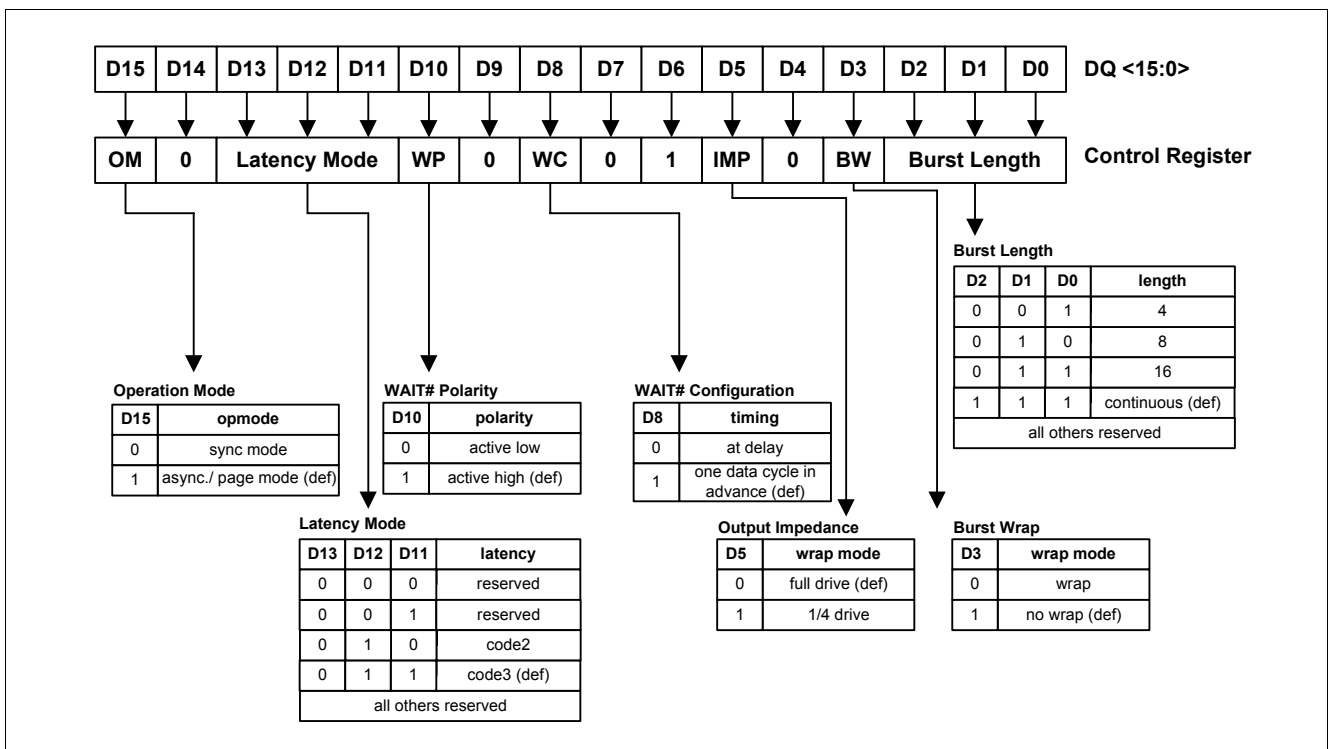 D15 D14 D13 D12 D11 D10 D9 D8 D7 D6 D5 D4 D3 D2 D1 D0 DQ <15:0>
OM 0 Latency Mode WP 0 WC 0 1 IMP 0 BW Burst Length Control Register
Burst Length
D2 D1 D0 length
0 0 1 4
0 1 0 8
0 1 1 16
1 1 1 continuous (def)
all others reserved
Operation Mode
D15 opmode
0 sync mode
1 async./ page mode (def)
WAIT# Polarity
D10 polarity
0 active low
1 active high (def)
WAIT# Configuration
D8 timing
0 at delay
1 one data cycle in
advance (def)
Latency Mode
D13 D12 D11 latency
0 0 0 reserved
0 0 1 reserved
0 1 0 code2
0 1 1 code3 (def)
all others reserved
Output Impedance
D5 wrap mode
0 full drive (def)
1 1/4 drive
Burst Wrap
D3 wrap mode
0 wrap
1 no wrap (def)